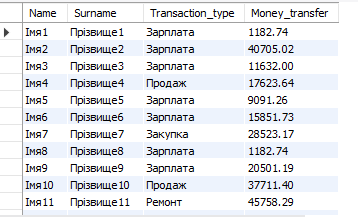 Name Surname Transaction_type Money_transfer
Імя1 Прізвище1 Зарплата 1182.74
Імя2 Прізвище2 Зарплата 40705.02
Імя3 Прізвище3 Зарплата 11632.00
Імя4 Прізвище4 Продаж 17623.64
Імя5 Прізвище5 Зарплата 9091.26
Імя6 Прізвище6 Зарплата 15851.73
Імя7 Прізвище7 Закупка 28523.17
Імя8 Прізвище8 Зарплата 1182.74
Імя9 Прізвище9 Зарплата 20501.19
Імя10 Прізвище10 Продаж 37711.40
Імя11 Прізвище11 Ремонт 45758.29